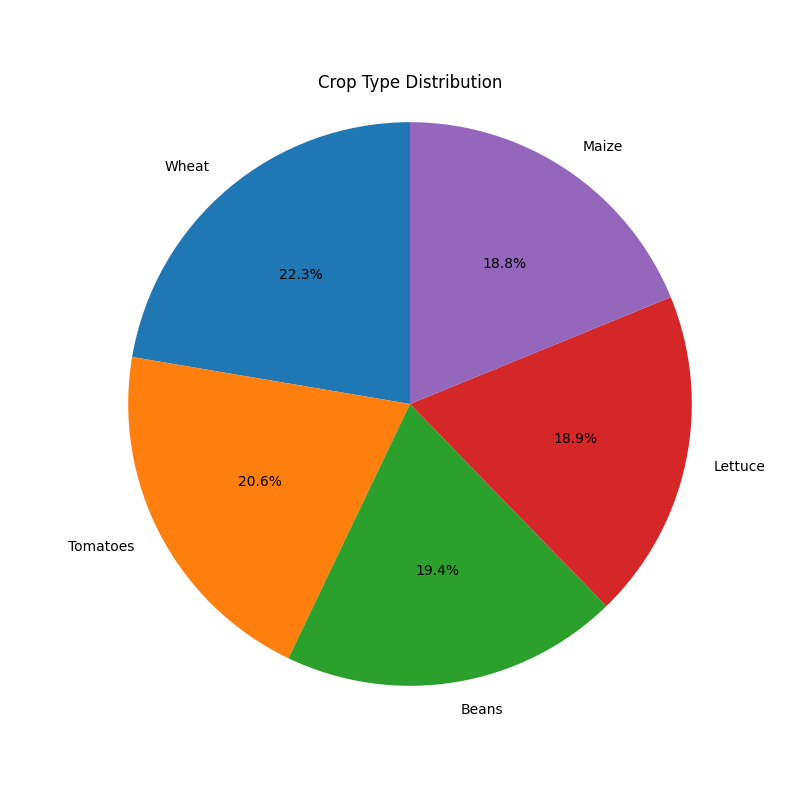 Crop Type Distribution
Maize
Wheat
18.8%
22.3%
18.9%
Lettuce
20.6%
Tomatoes
19.4%
Beans